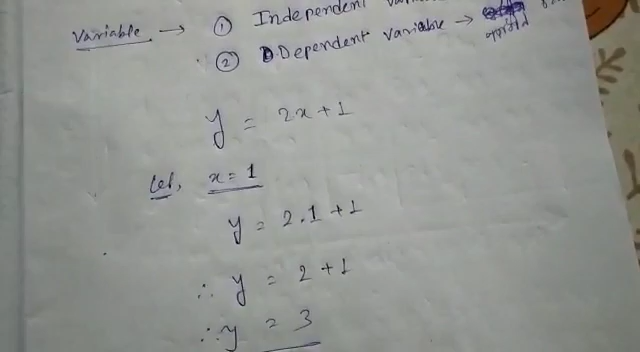 Variable → ① Independent
② Dependent Variable →
y = 2x+1
Let, x = 1
y = 2.1+1
∴ y = 2+1
∴ y = 3